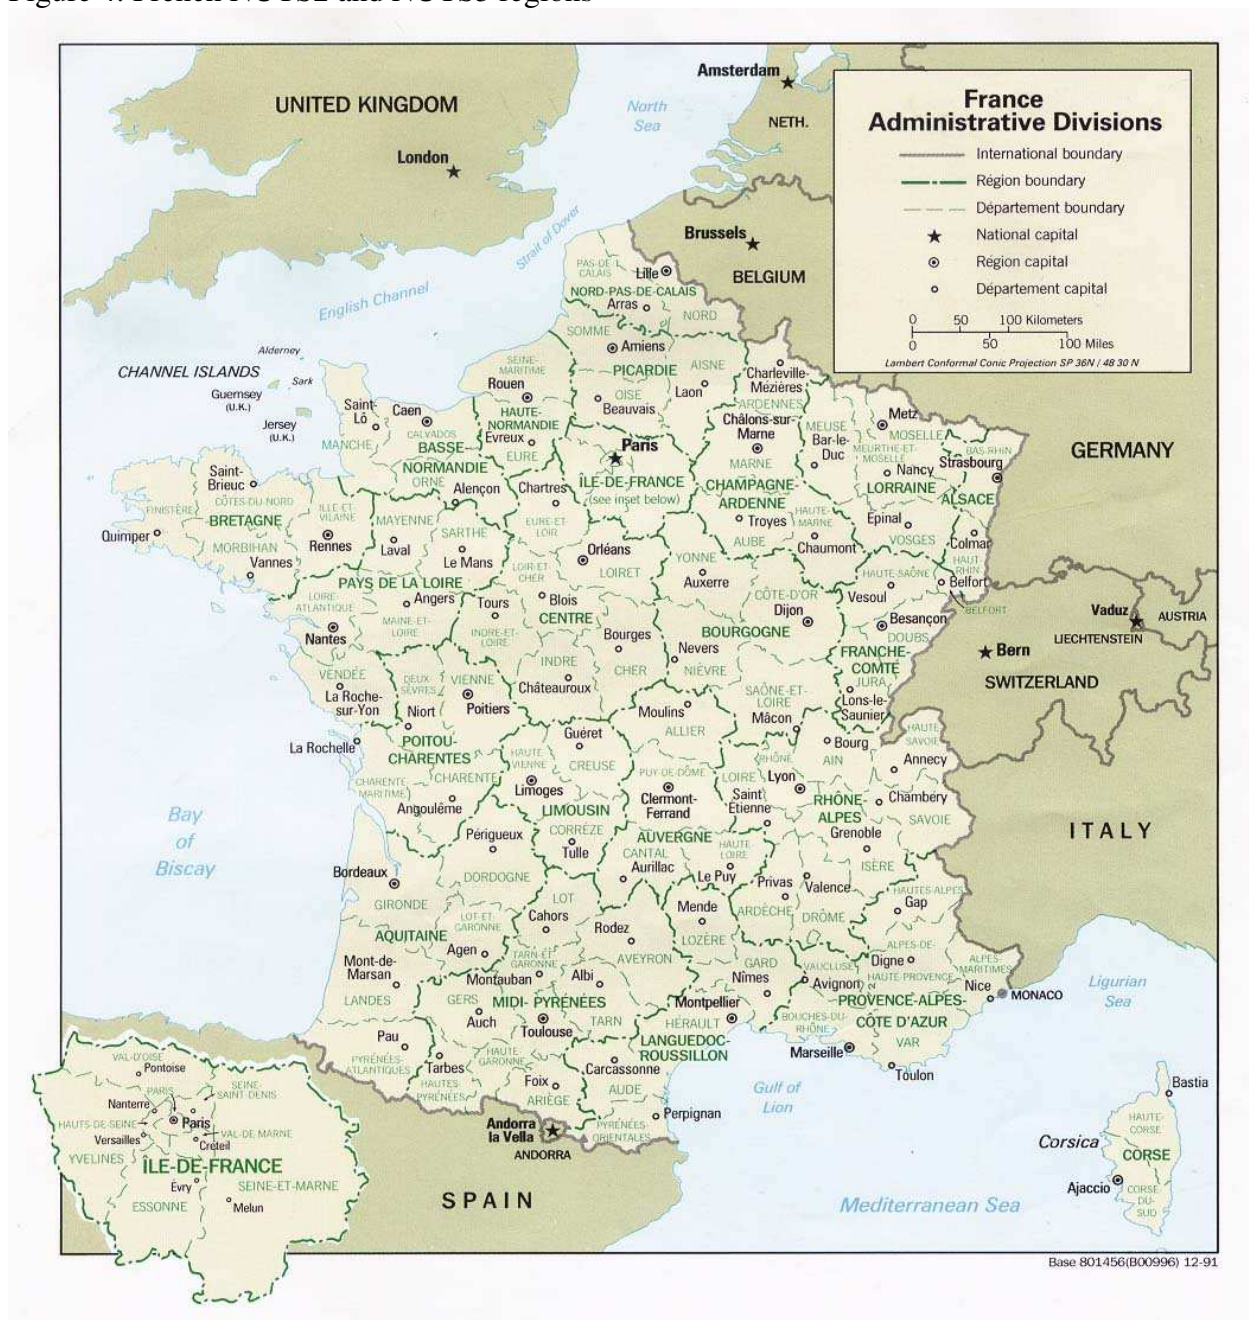 Figure 4. French NUTS2 and NUTS3 regions
UNITED KINGDOM
London
North
Sea
Amsterdam
NETH.
Brussels
BELGIUM
Strait of Dover
English Channel
France
Administrative Divisions
International boundary
Région boundary
Département boundary
National capital
Région capital
Département capital
0 50 100 Kilometers
0 50 100 Miles
Lambert Conformal Conic Projection SP 36N / 48 30 N
CHANNEL ISLANDS
Alderney
Sark
Guernsey
(U.K.)
Jersey
(U.K.)
PAS-DE-
CALAIS
Lille
NORD-PAS-DE-CALAIS
Arras
NORD
SOMME
Amiens
PICARDIE
AISNE
OISE
Beauvais
Laon
SEINE-
MARITIME
Rouen
HAUTE-
NORMANDIE
Évreux
EURE
Saint-
Lô
Caen
MANCHE
CALVADOS
BASSE-
NORMANDIE
ORNE
Alençon
Charleville-
Mézières
ARDENNES
Châlons-sur-
Marne
MARNE
CHAMPAGNE-
ARDENNE
Troyes
HAUTE-
MARNE
AUBE
Chaumont
Metz
MEUSE
MOSELLE
Bar-le-
Duc
MEURTHE-ET-
MOSELLE
Nancy
LORRAINE
Épinal
VOSGES
BAS-RHIN
Strasbourg
ALSACE
Colmar
HAUT
RHIN
GERMANY
Paris
ÎLE-DE-FRANCE
(see inset below)
Saint-
Brieuc
CÔTES-DU-NORD
FINISTÈRE
BRETAGNE
ILLE-ET-
VILAINE
Quimper
MORBIHAN
Rennes
Vannes
MAYENNE
Laval
SARTHE
Le Mans
PAYS DE LA LOIRE
LOIRE-
ATLANTIQUE
Angers
MAINE-ET-
LOIRE
Nantes
VENDÉE
La Roche-
sur-Yon
Chartres
EURE-ET
LOIR
Orléans
LOIR-ET
CHER
LOIRET
Blois
Tours
CENTRE
INDRE-ET-
LOIRE
Bourges
INDRE
CHER
Châteauroux
YONNE
Auxerre
CÔTE-D'OR
Dijon
BOURGOGNE
Nevers
NIÈVRE
SAÔNE-ET-
LOIRE
Mâcon
HAUTE-SAÔNE
Vesoul
Belfort
BELFORT
Besançon
DOUBS
FRANCHE-
COMTÉ
JURA
Lons-le-
Saunier
Vaduz
AUSTRIA
LIECHTENSTEIN
Bern
SWITZERLAND
DEUX
SÈVRES
VIENNE
Niort
Poitiers
La Rochelle
POITOU-
CHARENTES
CHARENTE
MARITIME
CHARENTE
Angoulême
Guéret
HAUTE
VIENNE
CREUSE
Limoges
LIMOUSIN
CORRÈZE
Tulle
Moulins
ALLIER
PUY-DE-DÔME
Clermont-
Ferrand
AUVERGNE
CANTAL
Aurillac
HAUTE
LOIRE
Le Puy
RHÔNE
LOIRE
Lyon
Saint
Étienne
Bourg
AIN
HAUTE
SAVOIE
Annecy
RHÔNE-
ALPES
Chambéry
SAVOIE
Grenoble
ISÈRE
Privas
Valence
ARDÈCHE
DRÔME
ITALY
Bay
of
Biscay
Périgueux
DORDOGNE
Bordeaux
GIRONDE
LOT-ET-
GARONNE
AQUITAINE
Agen
Mont-de-
Marsan
LANDES
Pau
PYRÉNÉES-
ATLANTIQUES
LOT
Cahors
Rodez
AVEYRON
TARN-ET
GARONNE
Montauban
Albi
GERS
MIDI- PYRÉNÉES
Auch
Toulouse
TARN
Tarbes
HAUTES-
PYRÉNÉES
HAUTE-
GARONNE
Foix
ARIÈGE
Mende
LOZÈRE
GARD
Nîmes
Montpellier
HÉRAULT
LANGUEDOC-
ROUSSILLON
Carcassonne
AUDE
Perpignan
PYRÉNÉES-
ORIENTALES
HAUTES-ALPES
Gap
ALPES-DE-
HAUTE-PROVENCE
Digne
ALPES-
MARITIMES
VAUCLUSE
Avignon
Nice
MONACO
PROVENCE-ALPES-
CÔTE D'AZUR
BOUCHES-DU-
RHÔNE
VAR
Marseille
Toulon
Ligurian
Sea
Gulf of
Lion
Andorra
la Vella
ANDORRA
SPAIN
Mediterranean Sea
Corsica
Bastia
HAUTE-
CORSE
CORSE
Ajaccio
CORSE-
DU-
SUD
VAL-D'OISE
Pontoise
PARIS
SEINE-
SAINT-DENIS
Nanterre
HAUTS-DE-SEINE
Paris
Versailles
VAL-DE MARNE
Créteil
YVELINES
ÎLE-DE-FRANCE
Évry
SEINE-ET-MARNE
ESSONNE
Melun
Base 801456(B00996) 12-91